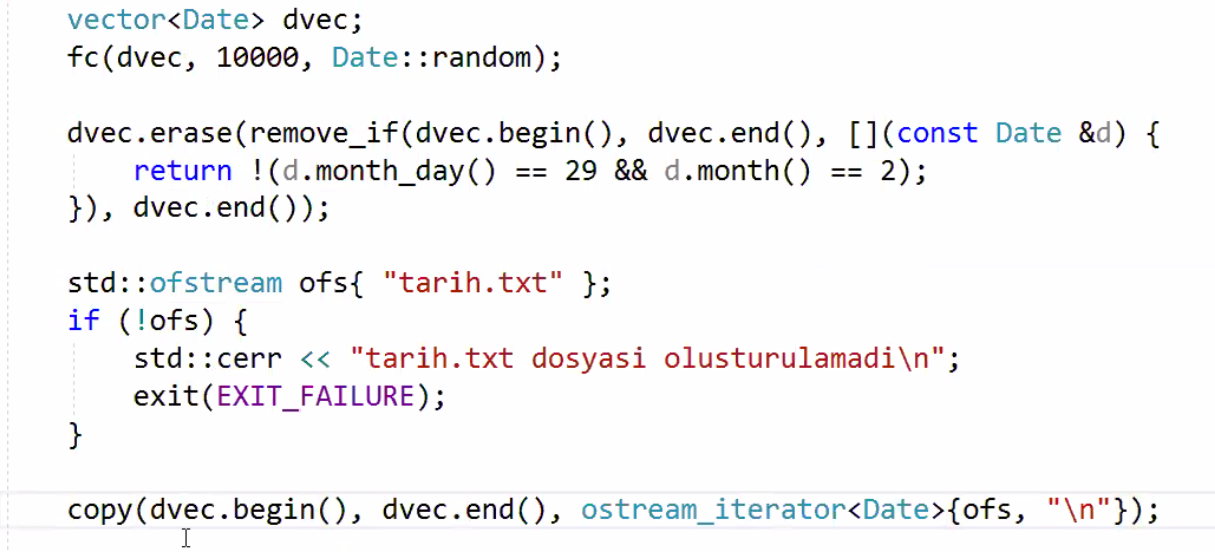 vector<Date> dvec;
fc(dvec, 10000, Date::random);
dvec.erase(remove_if(dvec.begin(), dvec.end(), [](const Date &d) {
return !(d.month_day() == 29 && d.month() == 2);
}), dvec.end());
std::ofstream ofs{ "tarih.txt" };
if (!ofs) {
std::cerr << "tarih.txt dosyasi olusturulamadi\n";
exit(EXIT_FAILURE);
}
copy(dvec.begin(), dvec.end(), ostream_iterator<Date>{ofs, "\n"});